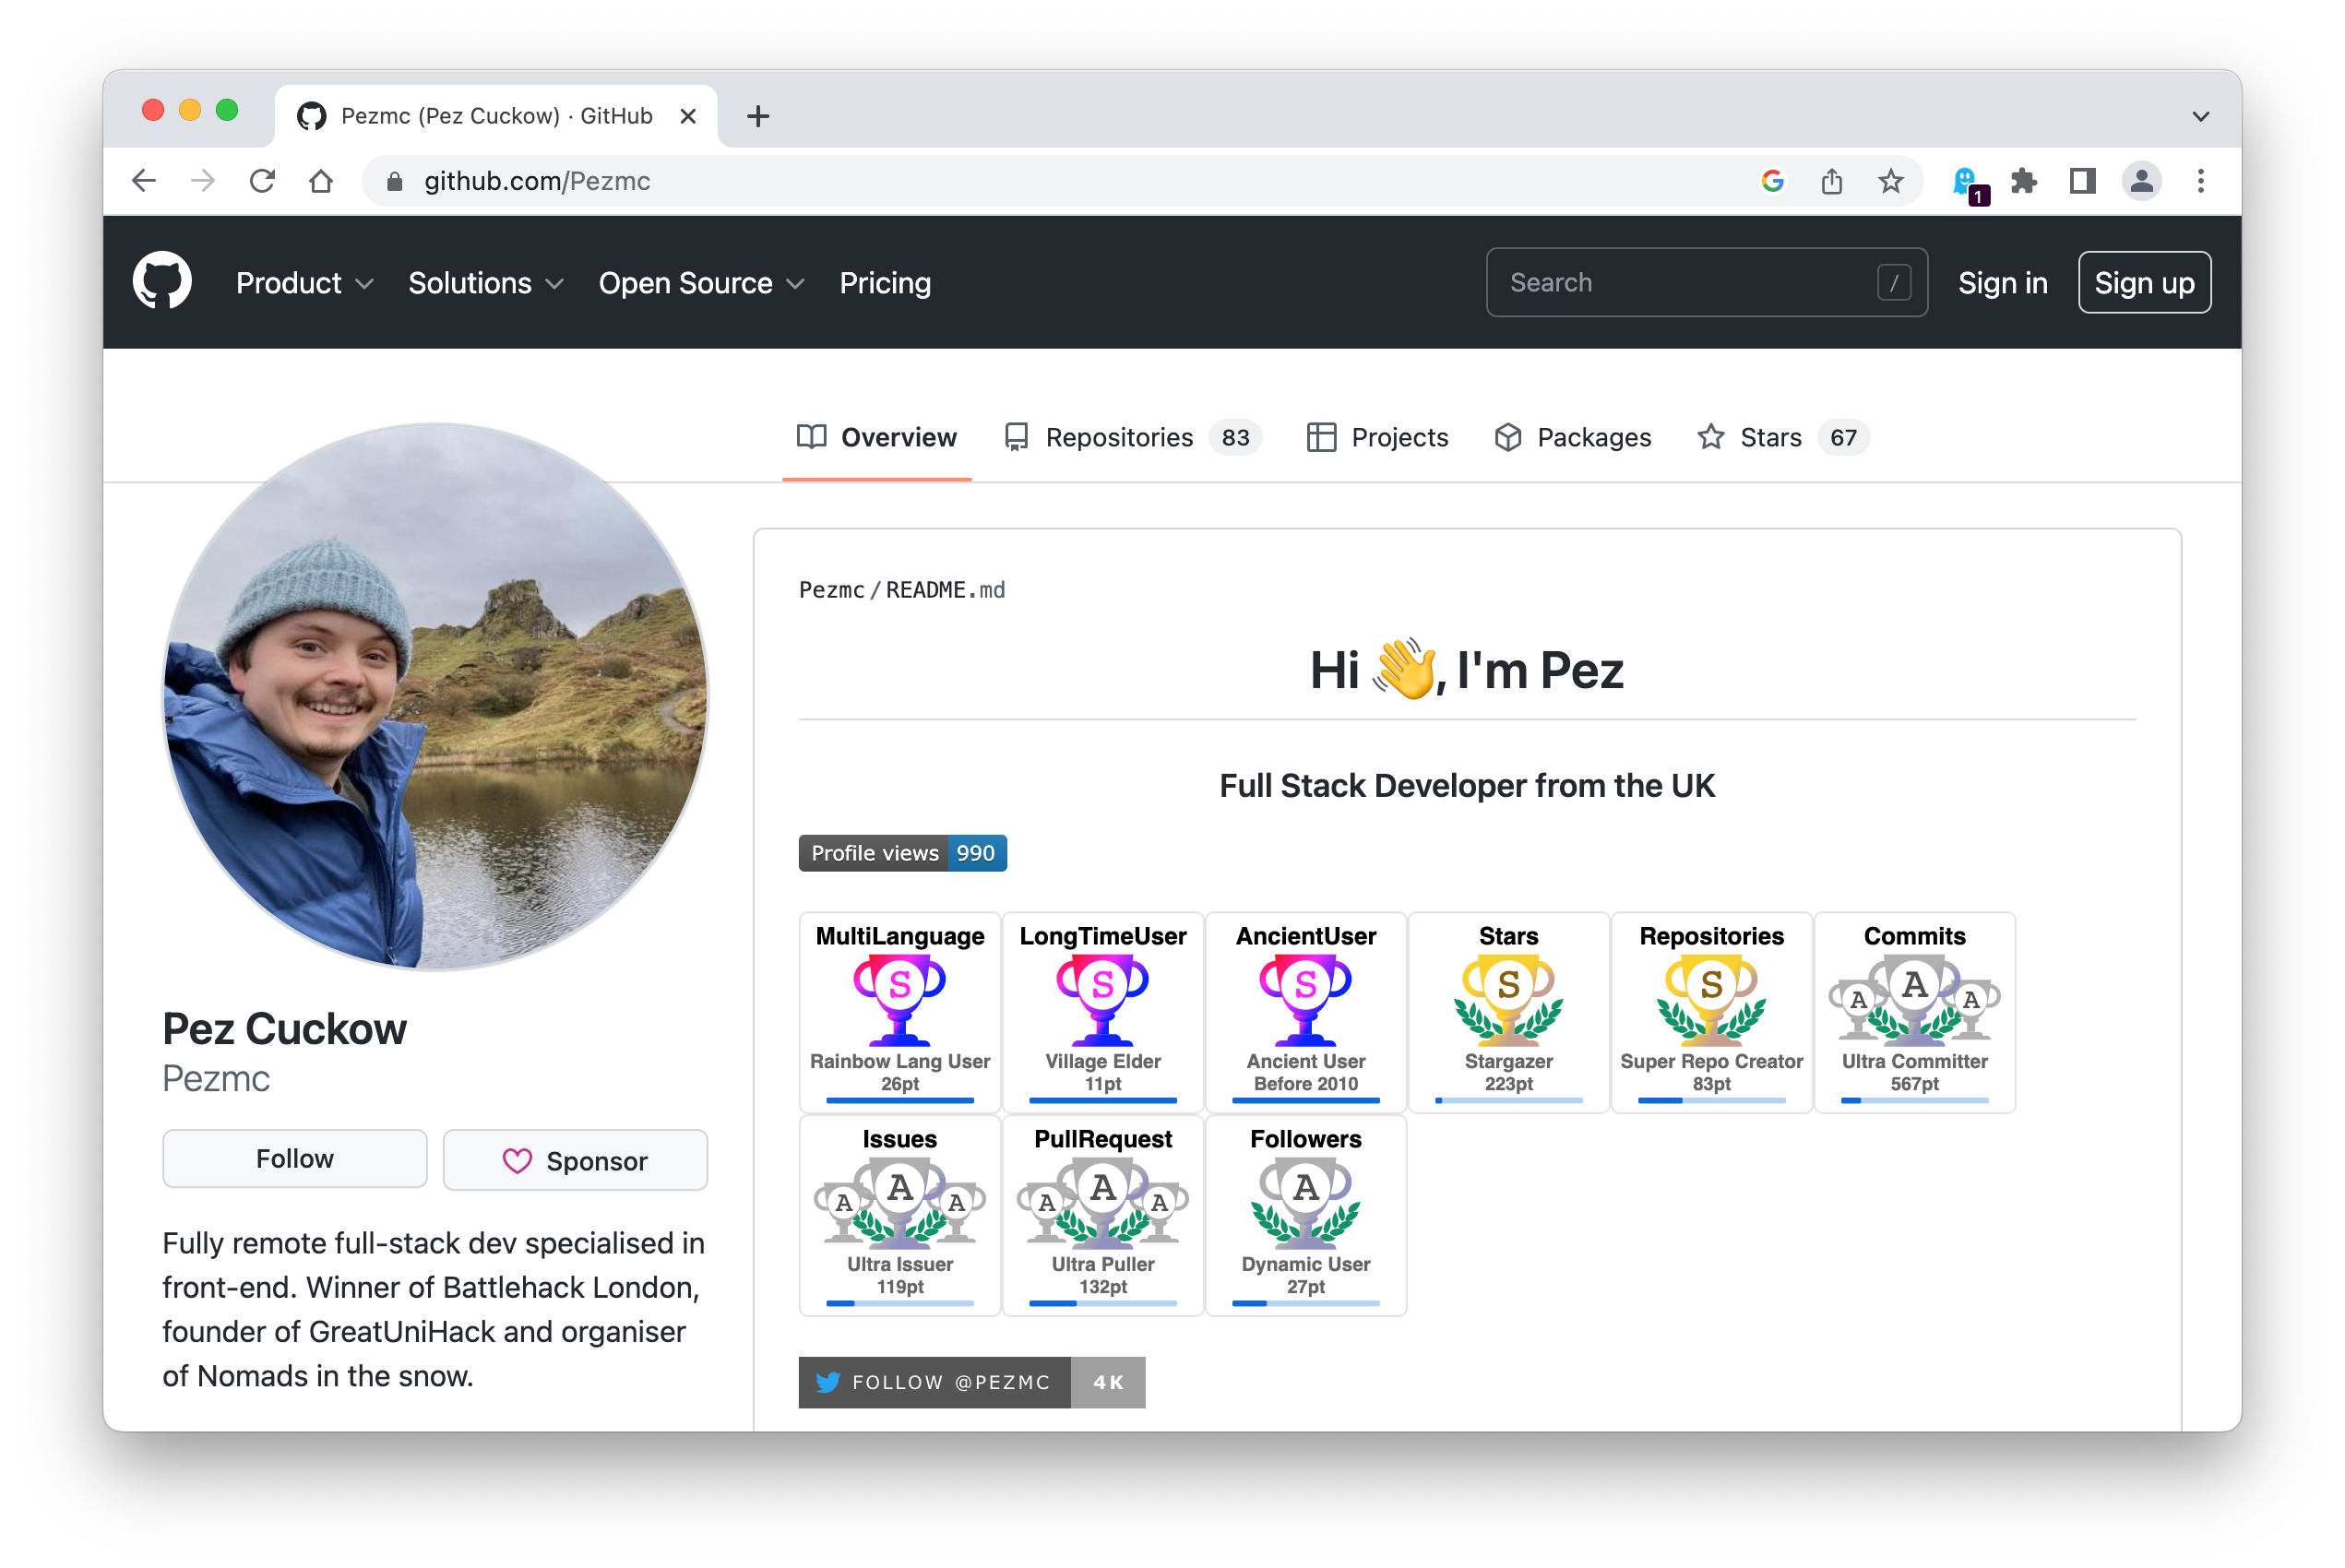 Pezmc (Pez Cuckow) · GitHub
github.com/Pezmc
1
Product Solutions Open Source Pricing
Search /
Sign in
Sign up
Overview
Repositories 83
Projects
Packages
Stars 67
Pez Cuckow
Pezmc
Follow
Sponsor
Fully remote full-stack dev specialised in
front-end. Winner of Battlehack London,
founder of GreatUniHack and organiser
of Nomads in the snow.
Pezmc/README.md
Hi 👋, I'm Pez
Full Stack Developer from the UK
Profile views 990
MultiLanguage
S
Rainbow Lang User
26pt
LongTimeUser
S
Village Elder
11pt
AncientUser
S
Ancient User
Before 2010
Stars
S
Stargazer
223pt
Repositories
S
Super Repo Creator
83pt
Commits
A A A
Ultra Committer
567pt
Issues
A A A
Ultra Issuer
119pt
PullRequest
A A A
Ultra Puller
132pt
Followers
A
Dynamic User
27pt
FOLLOW @PEZMC 4K